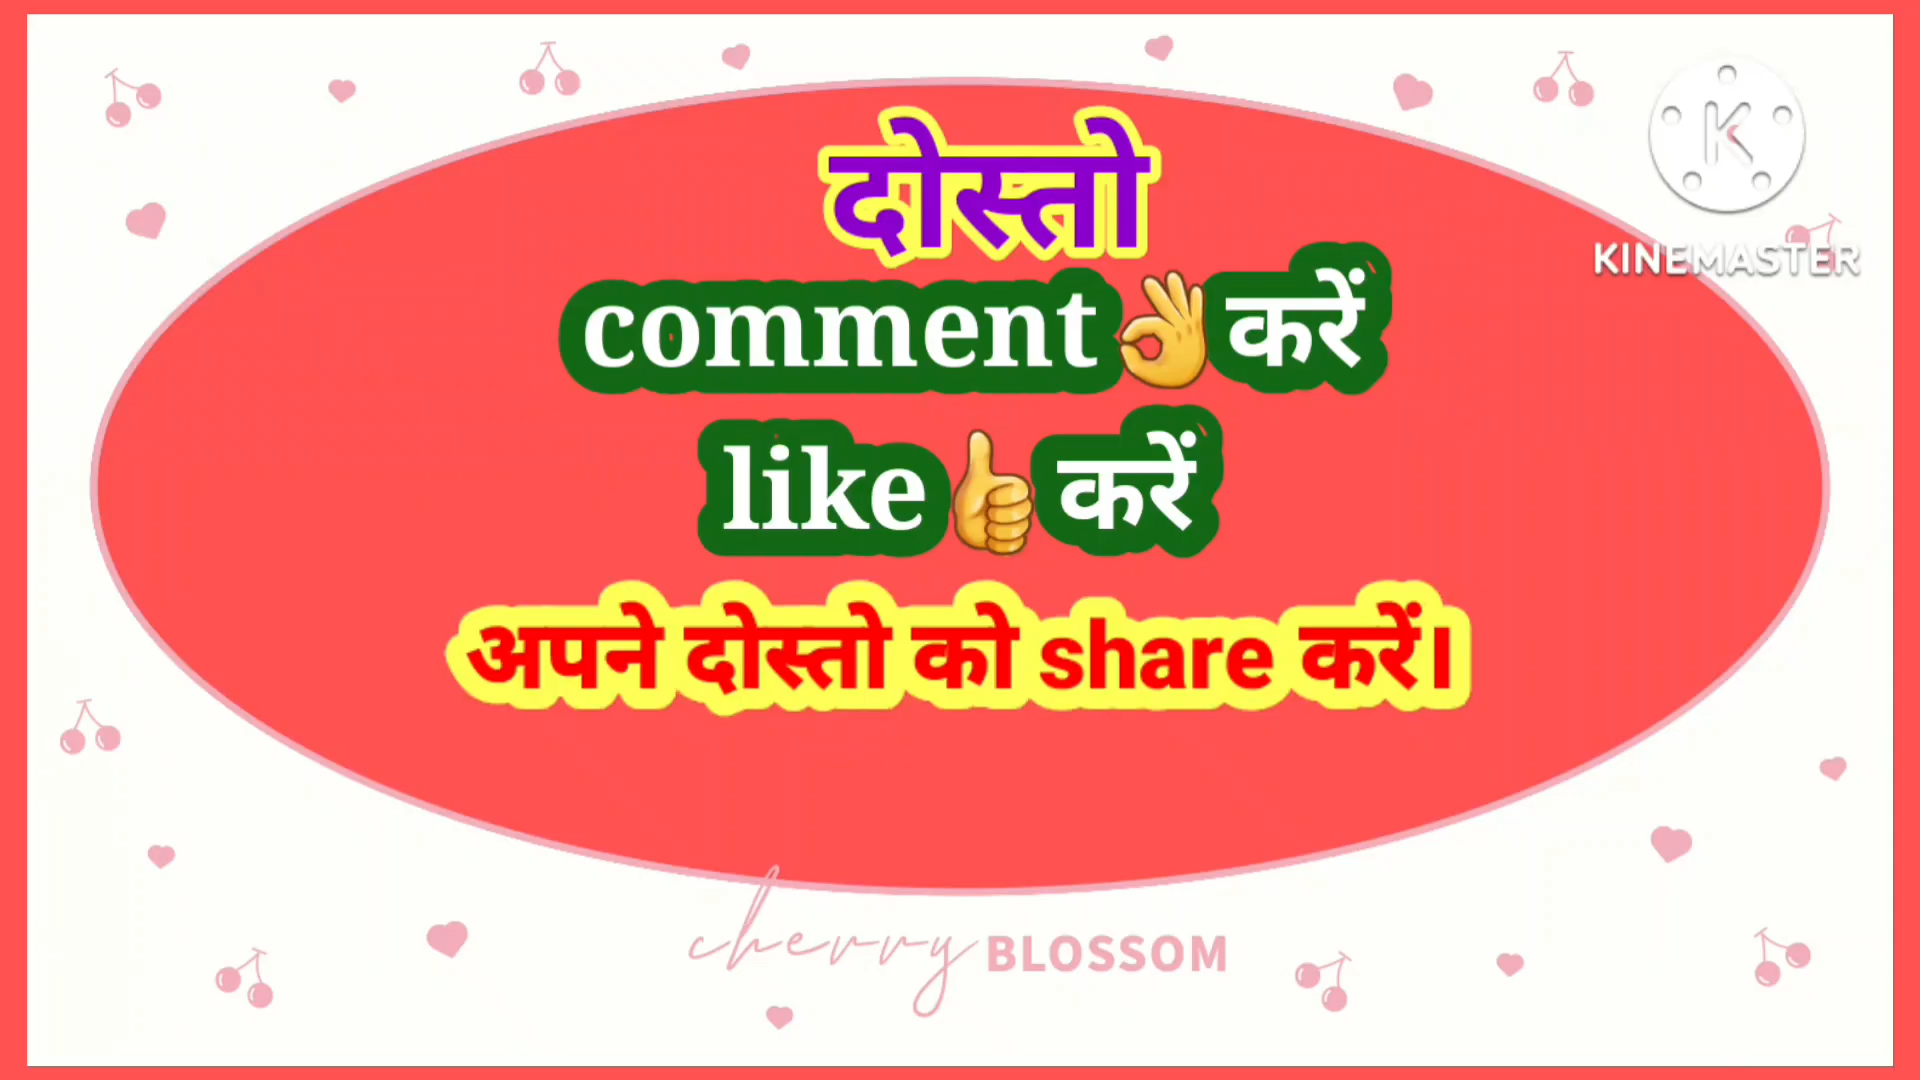 दोस्तो
comment👌करें
like👍करें
अपने दोस्तो को share करें।
KINEMASTER
cherry BLOSSOM